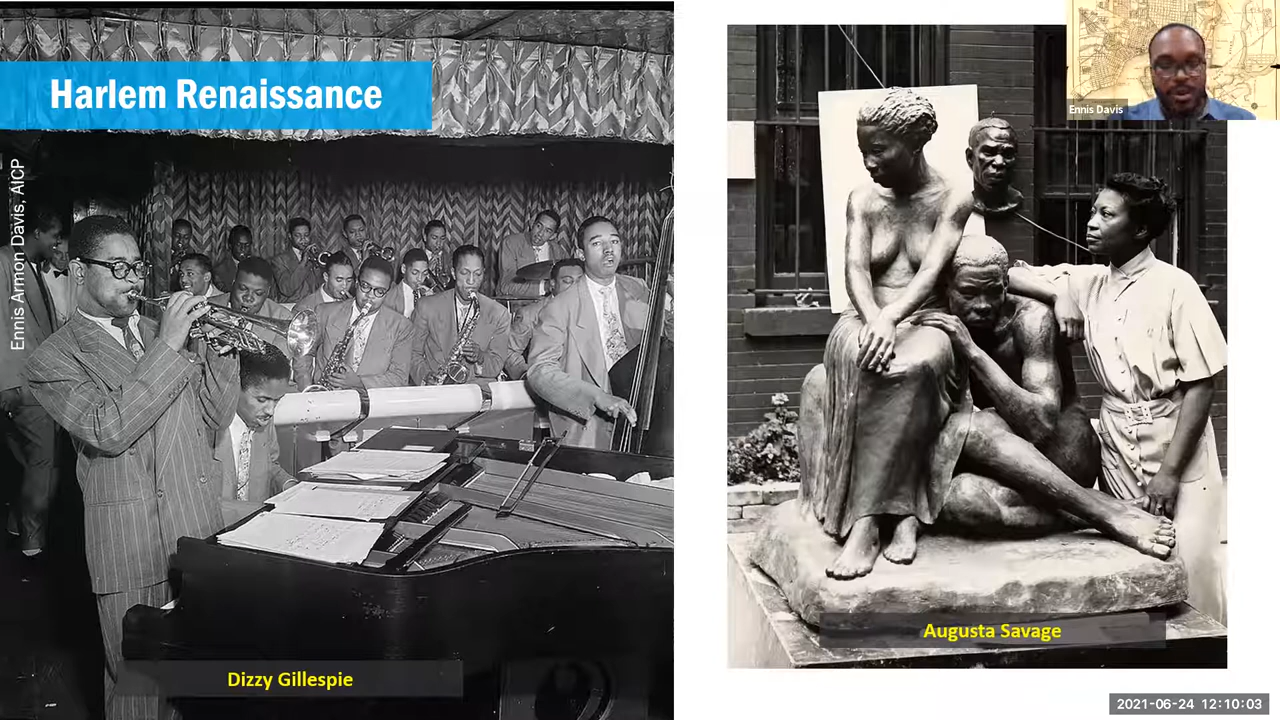 Harlem Renaissance
Ennis Armon Davis, AICP
Dizzy Gillespie
Augusta Savage
Ennis Davis
2021-06-24 12:10:03